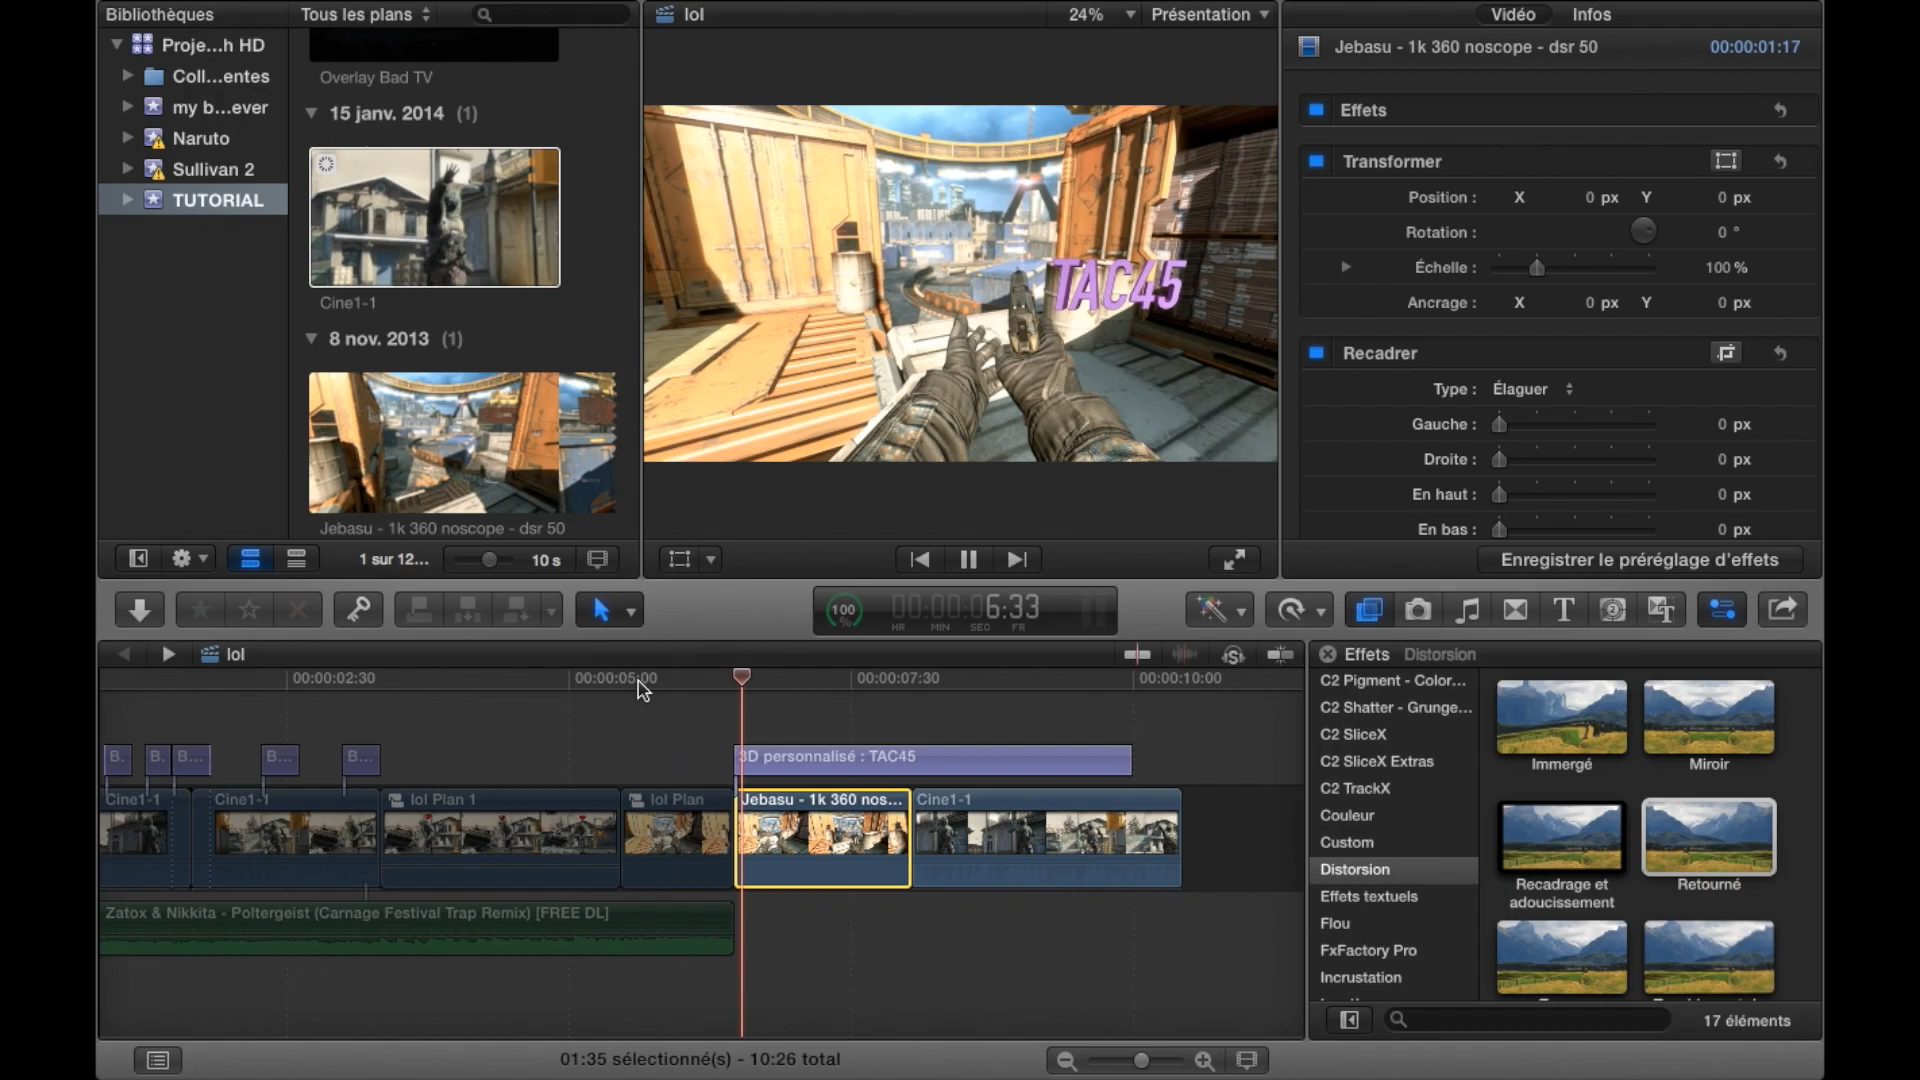 Bibliothèques
Tous les plans
lol
24%
Présentation
Vidéo
Infos
Proje...h HD
Coll...entes
my b...ever
Naruto
Sullivan 2
TUTORIAL
Overlay Bad TV
15 janv. 2014 (1)
Cine1-1
8 nov. 2013 (1)
Jebasu - 1k 360 noscope - dsr 50
TAC45
Jebasu - 1k 360 noscope - dsr 50
00:00:01:17
Effets
Transformer
Position : X 0 px Y 0 px
Rotation : 0 °
Échelle : 100 %
Ancrage : X 0 px Y 0 px
Recadrer
Type : Élaguer
Gauche : 0 px
Droite : 0 px
En haut : 0 px
En bas : 0 px
1 sur 12...
10 s
Enregistrer le préréglage d'effets
100 %
00:00:06:33
HR MIN SEC FR
lol
00:00:02:30
00:00:05:00
00:00:07:30
00:00:10:00
B.
B.
B...
B...
B...
3D personnalisé : TAC45
Cine1-1
Cine1-1
lol Plan 1
lol Plan
Jebasu - 1k 360 nos...
Cine1-1
Zatox & Nikkita - Poltergeist (Carnage Festival Trap Remix) [FREE DL]
Effets Distorsion
C2 Pigment - Color...
C2 Shatter - Grunge...
C2 SliceX
C2 SliceX Extras
C2 TrackX
Couleur
Custom
Distorsion
Effets textuels
Flou
FxFactory Pro
Incrustation
Immergé
Miroir
Recadrage et
adoucissement
Retourné
17 éléments
01:35 sélectionné(s) - 10:26 total